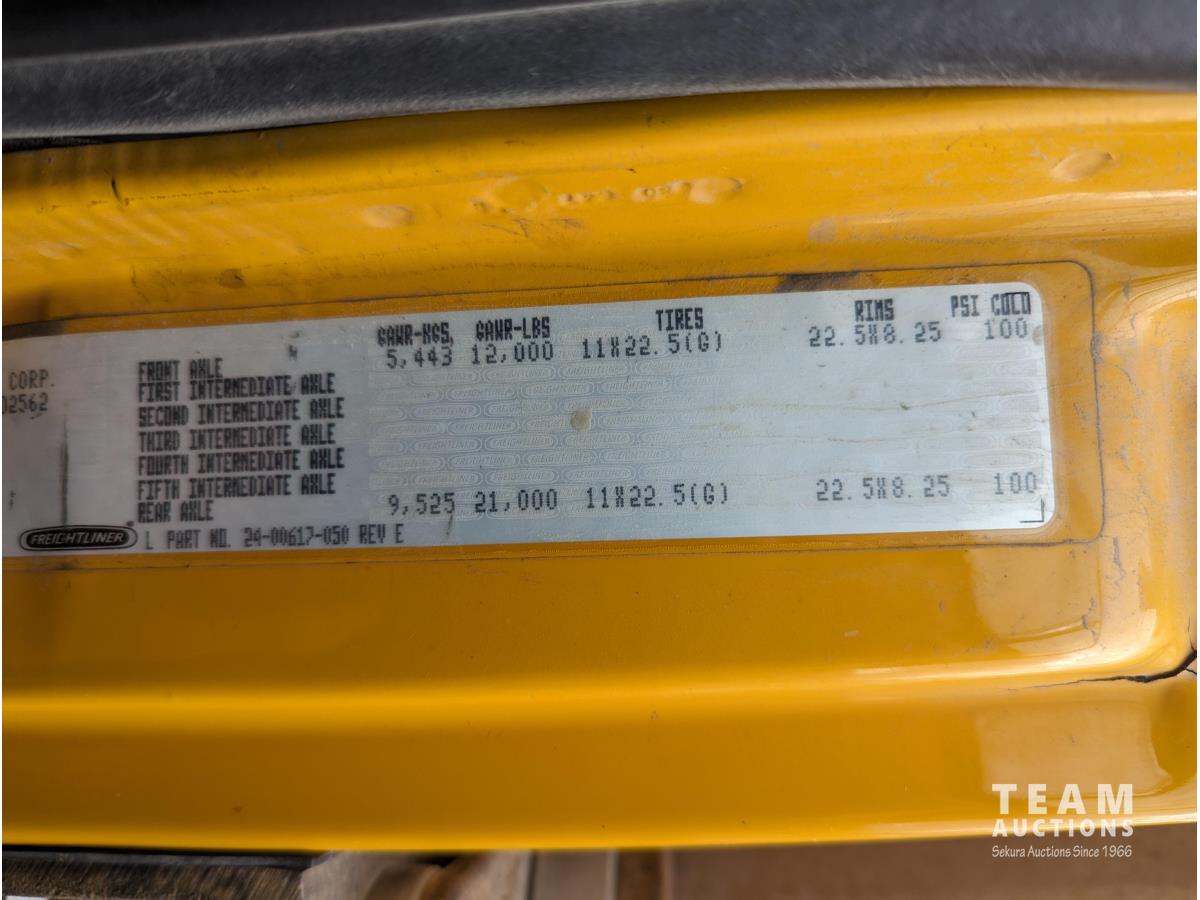 GAWR-KGS, GAWR-LBS TIRES RIMS PSI COLD
FRONT AXLE 5,443 12,000 11X22.5(G) 22.5X8.25 100
CORP. FIRST INTERMEDIATE AXLE
02562 SECOND INTERMEDIATE AXLE
THIRD INTERMEDIATE AXLE
FOURTH INTERMEDIATE AXLE
FIFTH INTERMEDIATE AXLE
REAR AXLE 9,525 21,000 11X22.5(G) 22.5X8.25 100
FREIGHTLINER ® L PART NO. 24-00617-050 REV E
TEAM
AUCTIONS
Sekura Auctions Since 1966